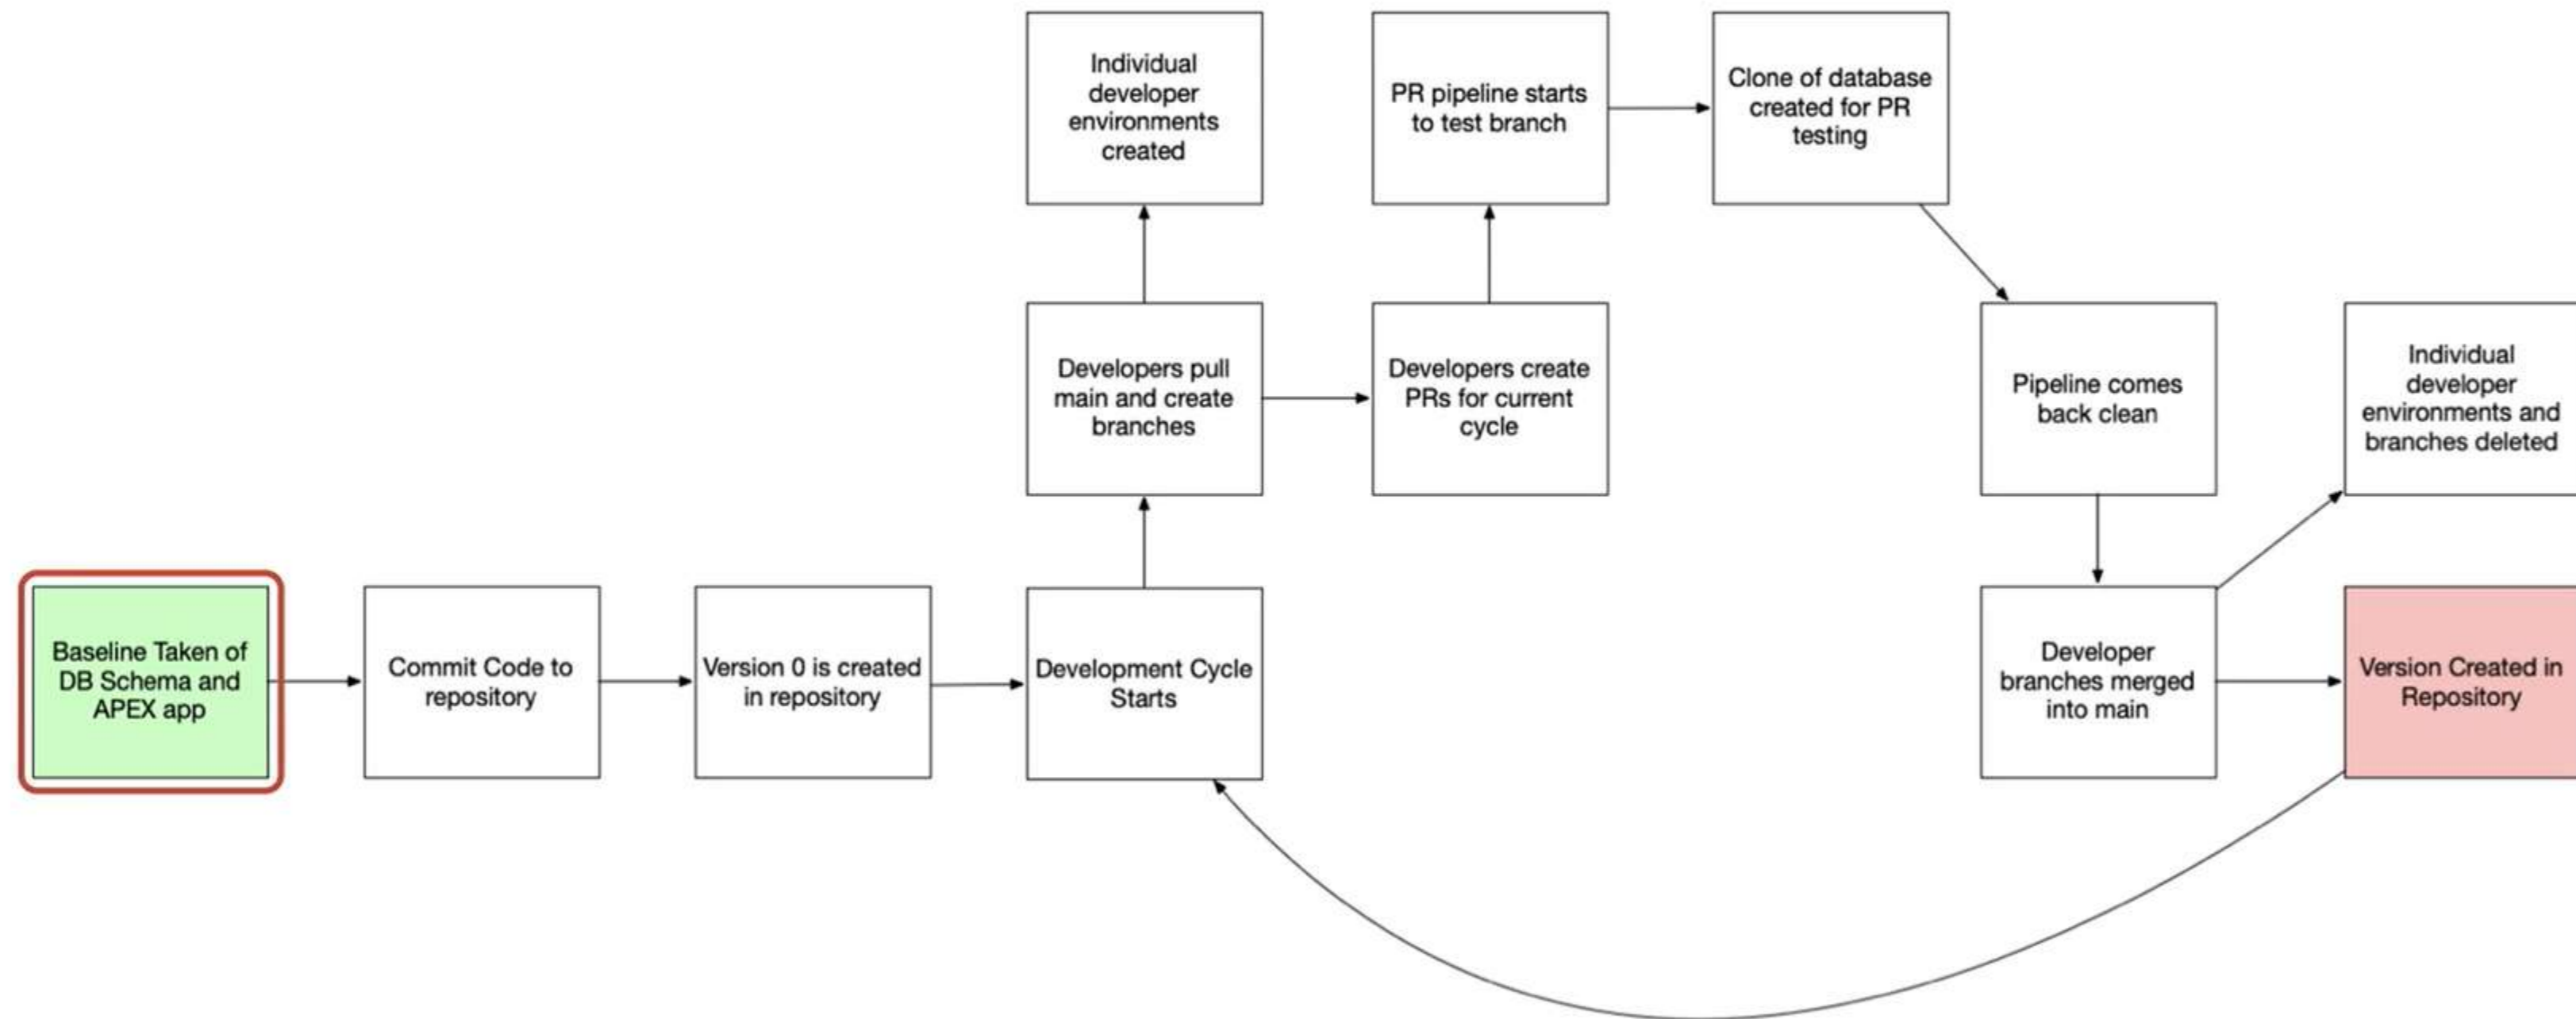 Individual
developer
environments
created
PR pipeline starts
to test branch
Clone of database
created for PR
testing
Developers pull
main and create
branches
Developers create
PRs for current
cycle
Pipeline comes
back clean
Individual
developer
environments and
branches deleted
Baseline Taken of
DB Schema and
APEX app
Commit Code to
repository
Version 0 is created
in repository
Development Cycle
Starts
Developer
branches merged
into main
Version Created in
Repository